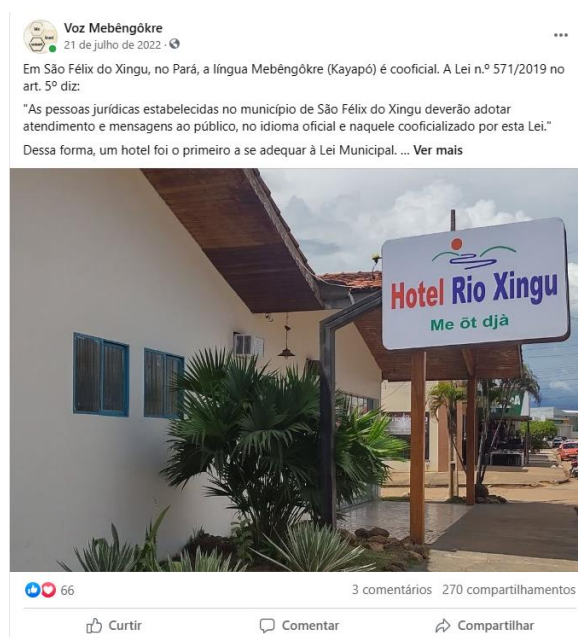 Voz Mebêngôkre
21 de julho de 2022 ·
Em São Félix do Xingu, no Pará, a língua Mebêngôkre (Kayapó) é cooficial. A Lei n.º 571/2019 no
art. 5º diz:
"As pessoas jurídicas estabelecidas no município de São Félix do Xingu deverão adotar
atendimento e mensagens ao público, no idioma oficial e naquele cooficializado por esta Lei."
Dessa forma, um hotel foi o primeiro a se adequar à Lei Municipal. ... Ver mais
Hotel Rio Xingu
Me õt djà
66
3 comentários 270 compartilhamentos
Curtir Comentar Compartilhar